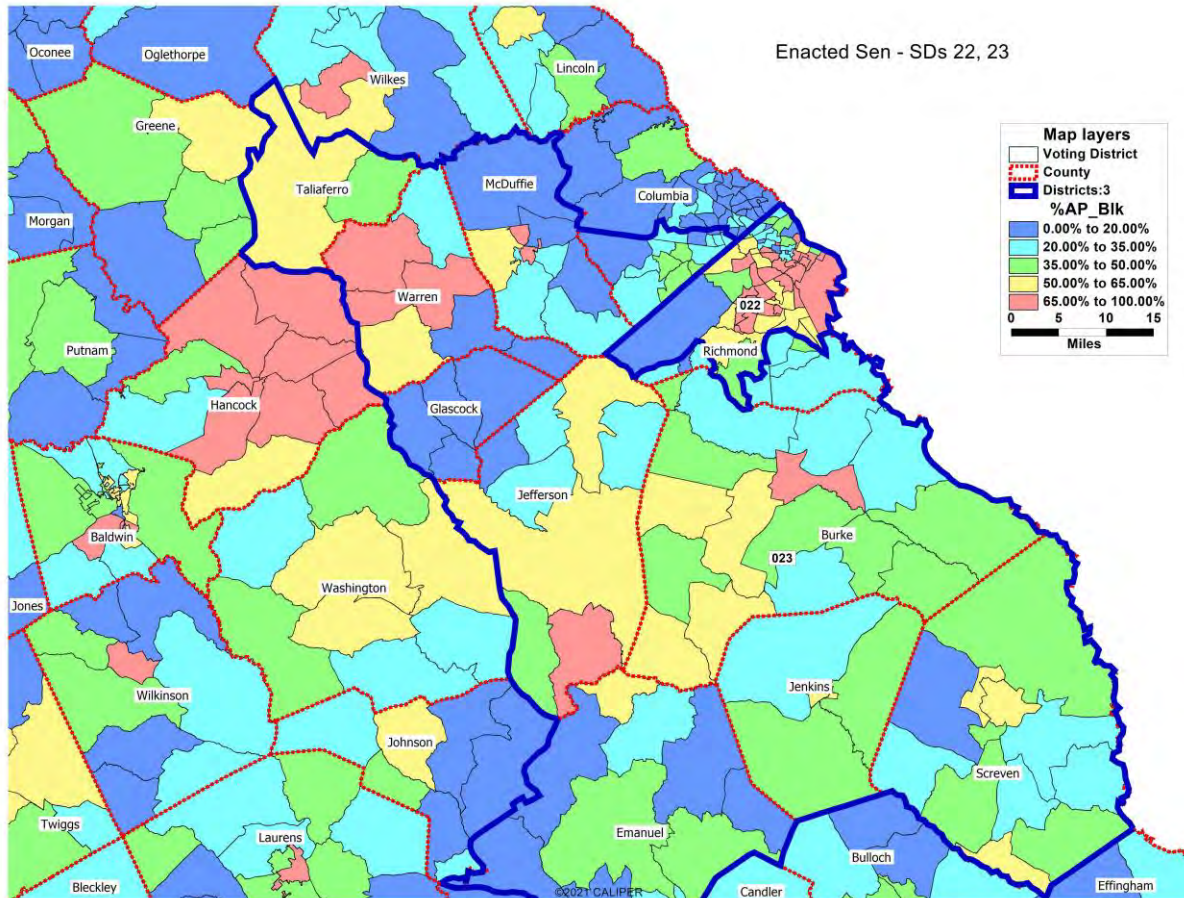 Enacted Sen - SDs 22, 23
Map layers
Voting District
County
Districts:3
%AP_Blk
0.00% to 20.00%
20.00% to 35.00%
35.00% to 50.00%
50.00% to 65.00%
65.00% to 100.00%
0 5 10 15
Miles
Oconee
Oglethorpe
Wilkes
Lincoln
Greene
Taliaferro
McDuffie
Columbia
Morgan
Warren
022
Putnam
Richmond
Hancock
Glascock
Jefferson
Baldwin
Burke
023
Washington
Jones
Jenkins
Wilkinson
Johnson
Screven
Twiggs
Laurens
Emanuel
Bulloch
Bleckley
Candler
Effingham
©2021 CALIPER